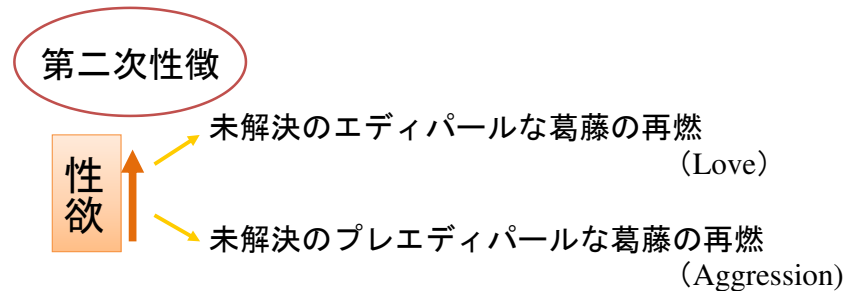 第二次性徴
未解決のエディパールな葛藤の再燃
（Love）
性欲
未解決のプレエディパールな葛藤の再燃
（Aggression)